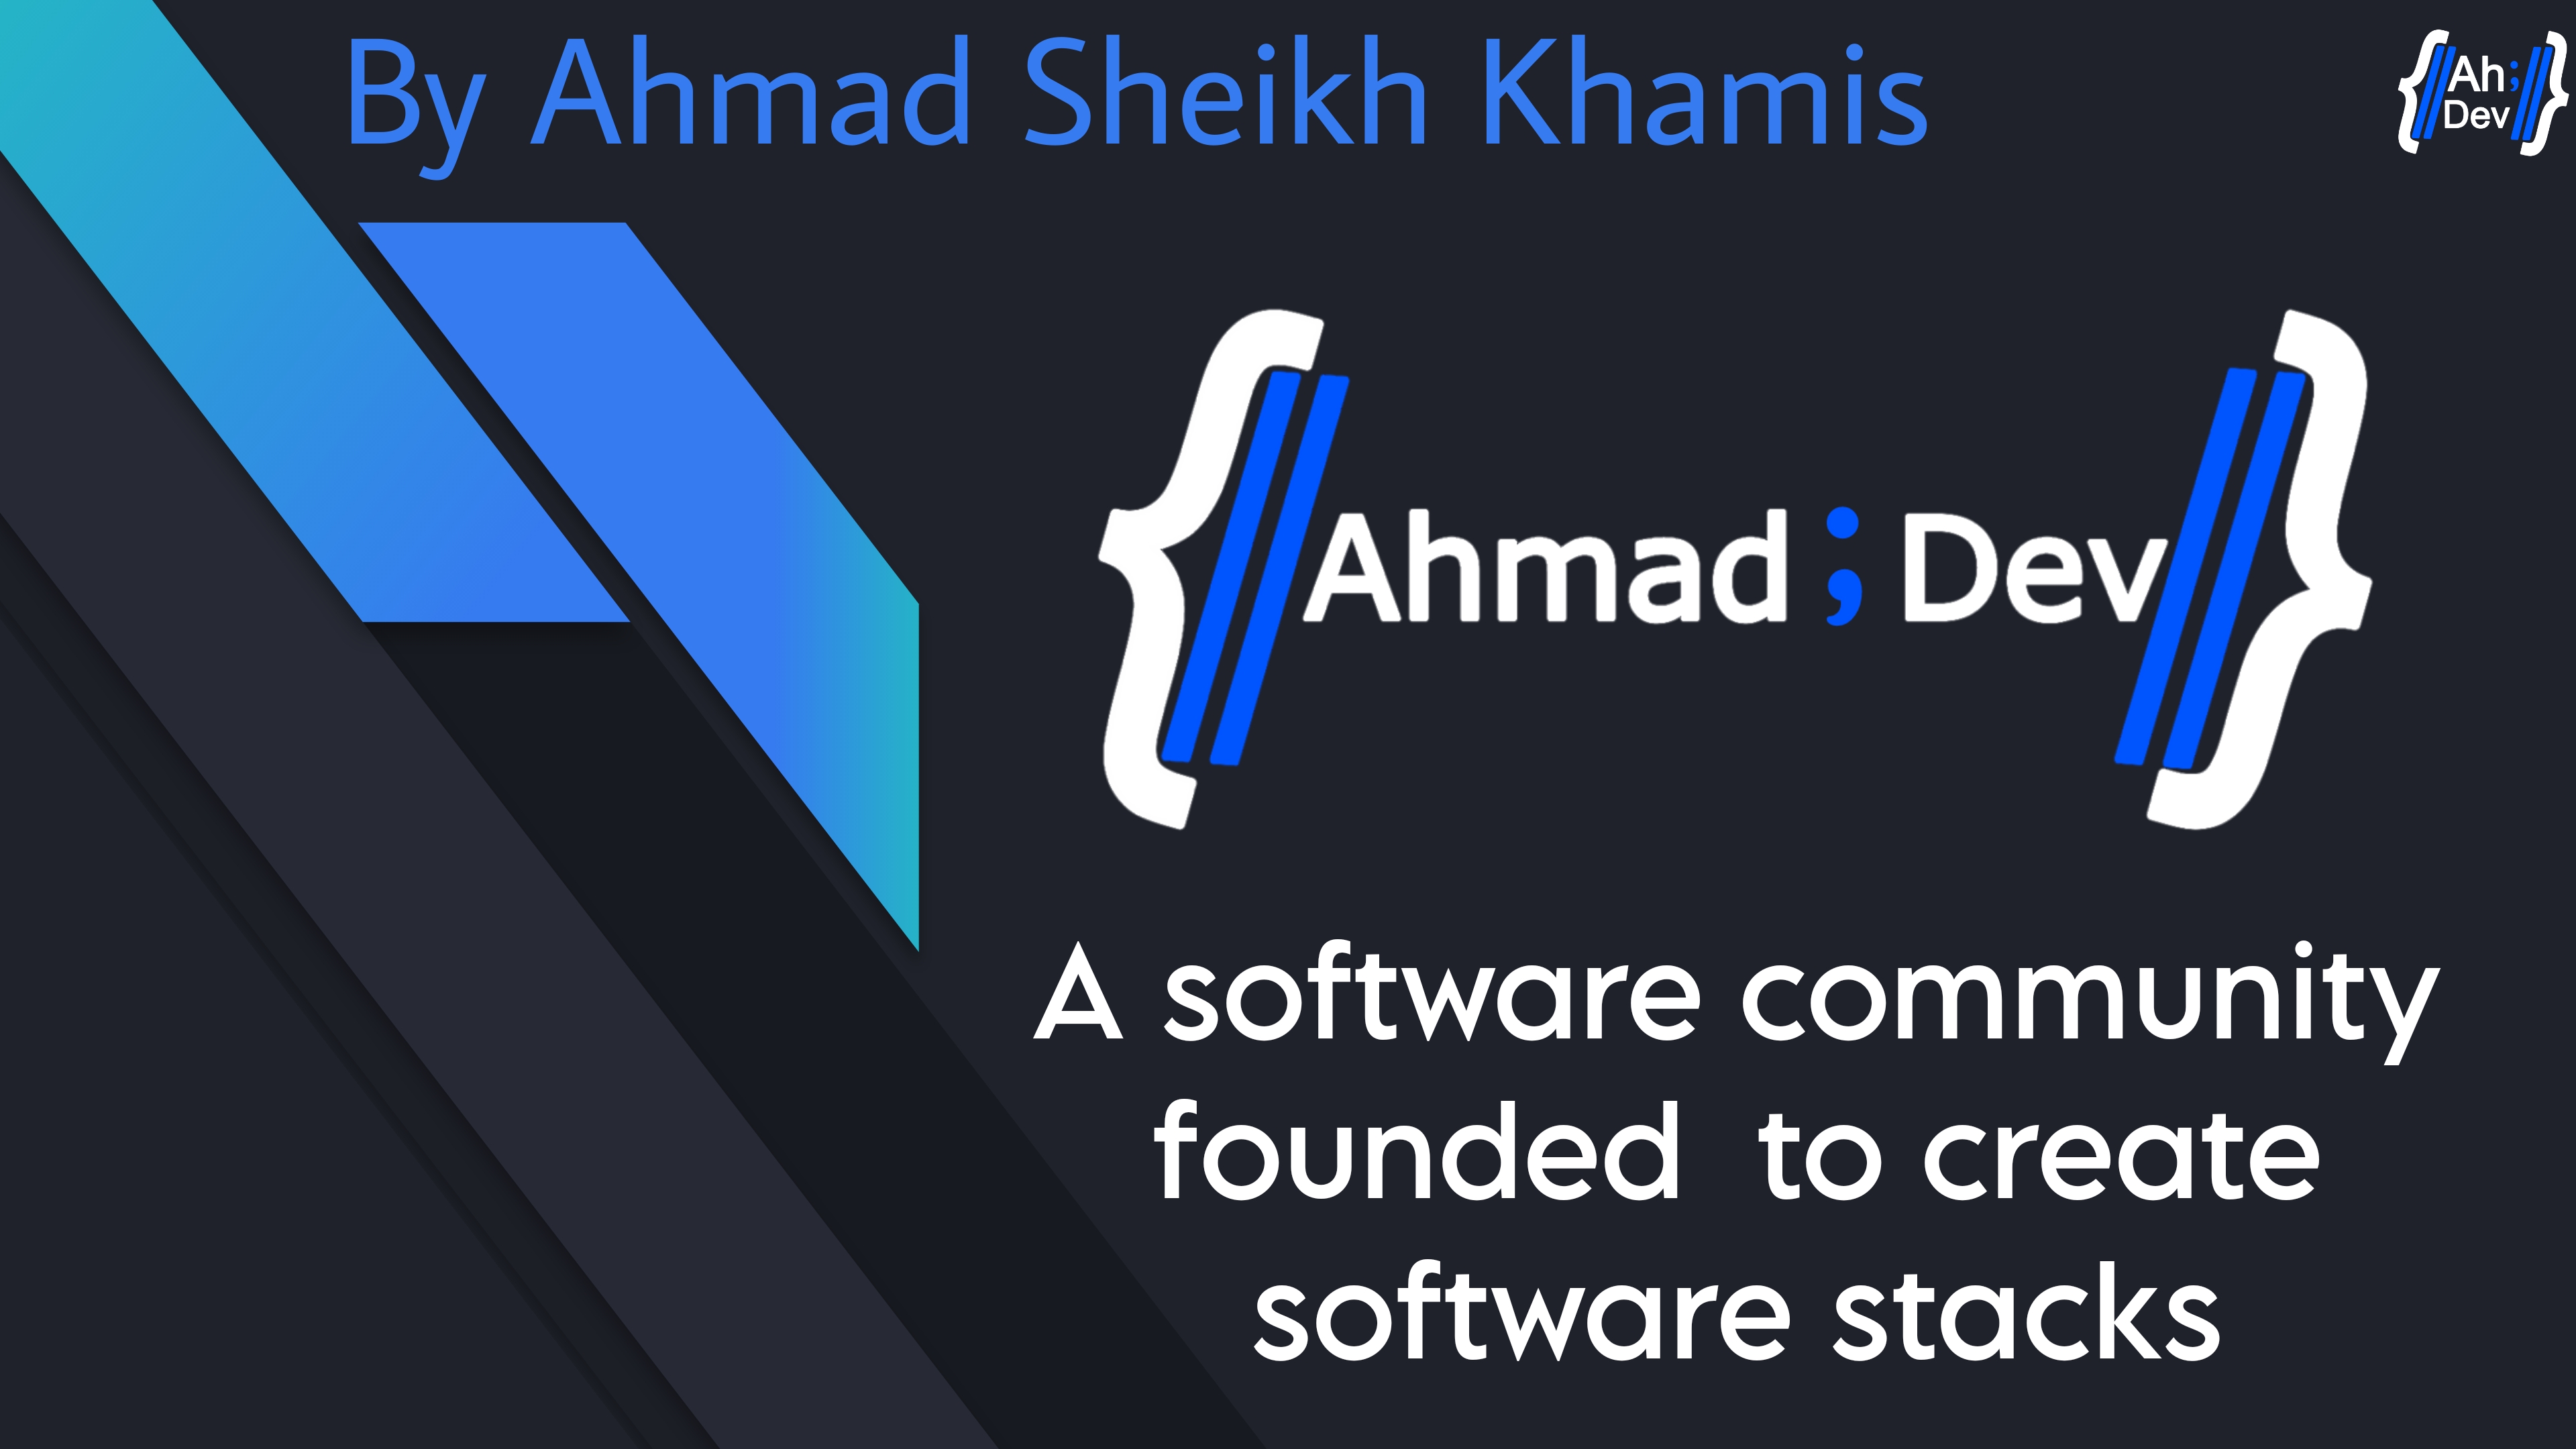 By Ahmad Sheikh Khamis
{//Ah;
Dev//}
{//Ahmad;Dev//}
A software community
founded  to create
software stacks